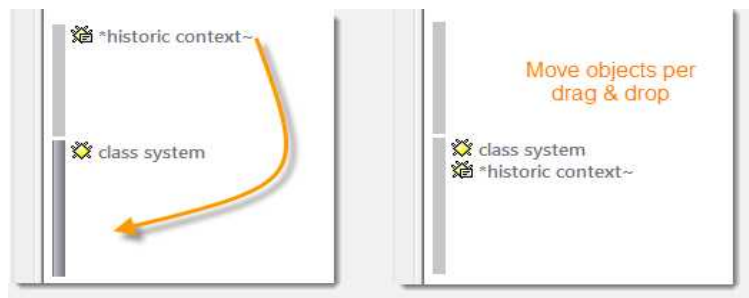 *historic context~
class system
Move objects per
drag & drop
class system
*historic context~